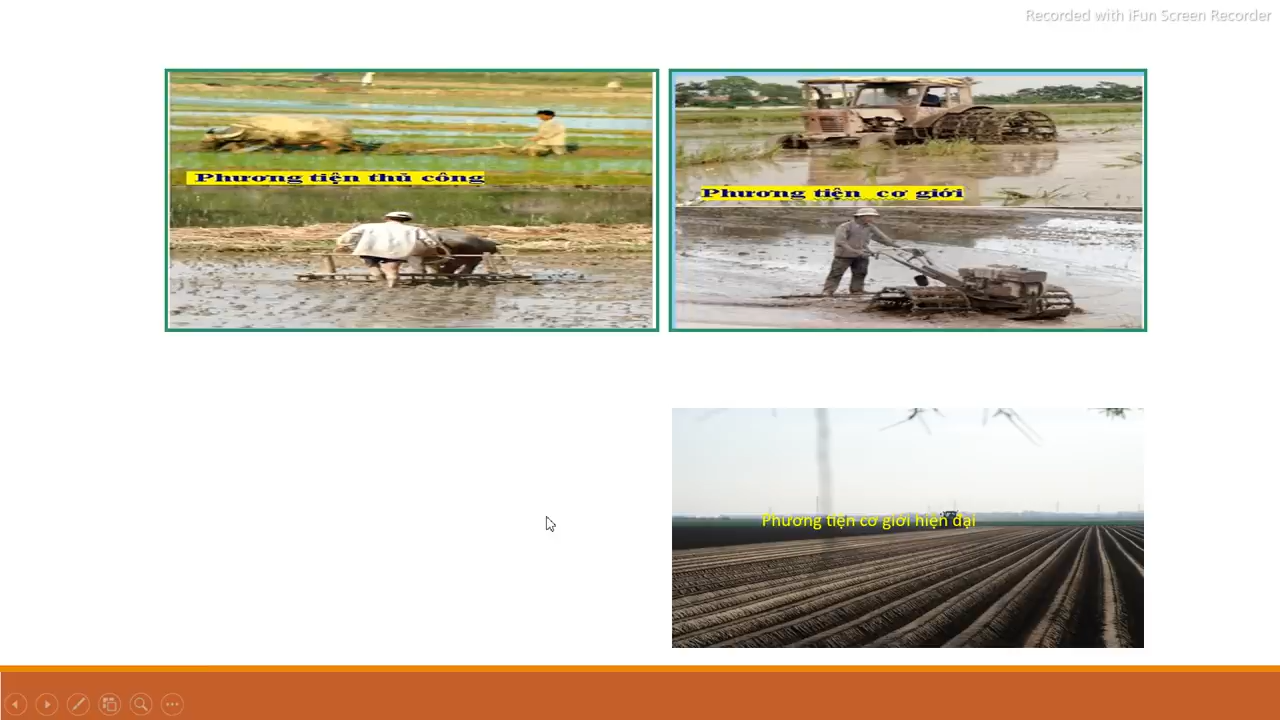 Recorded with iFun Screen Recorder
Phương tiện thủ công
Phương tiện cơ giới
Phương tiện cơ giới hiện đại